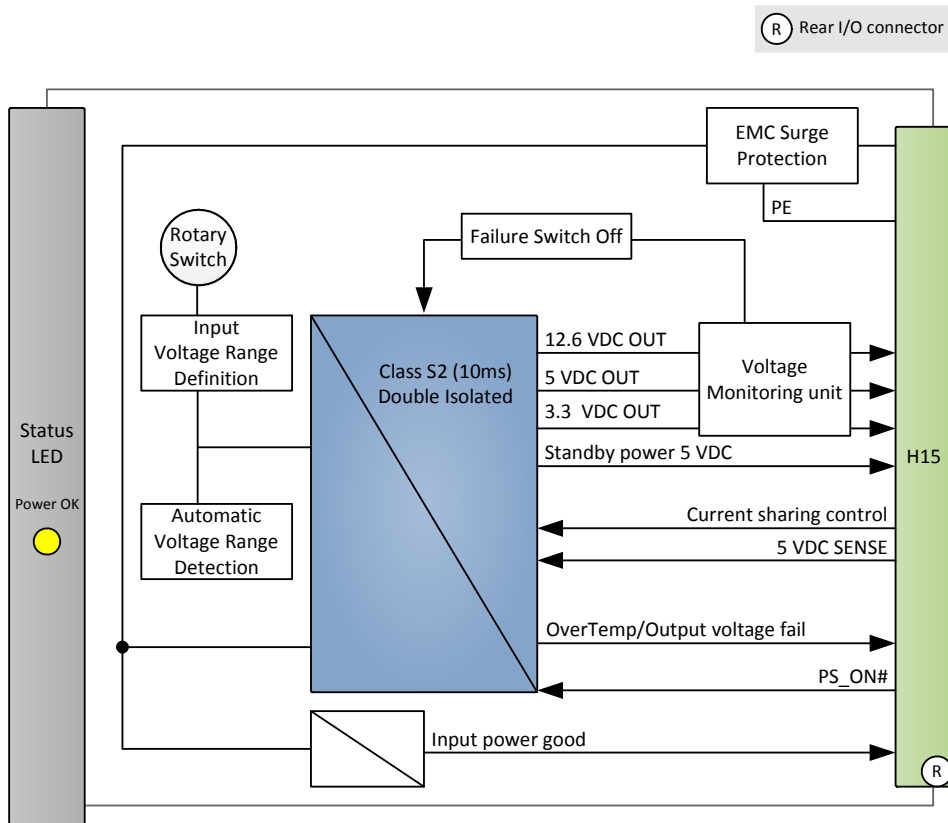 R Rear I/O connector
EMC Surge
Protection
PE
Rotary
Switch
Failure Switch Off
Input
Voltage Range
Definition
Class S2 (10ms)
Double Isolated
12.6 VDC OUT
5 VDC OUT
3.3 VDC OUT
Voltage
Monitoring unit
Standby power 5 VDC
Status
LED
Power OK
H15
Automatic
Voltage Range
Detection
Current sharing control
5 VDC SENSE
OverTemp/Output voltage fail
PS_ON#
Input power good
R